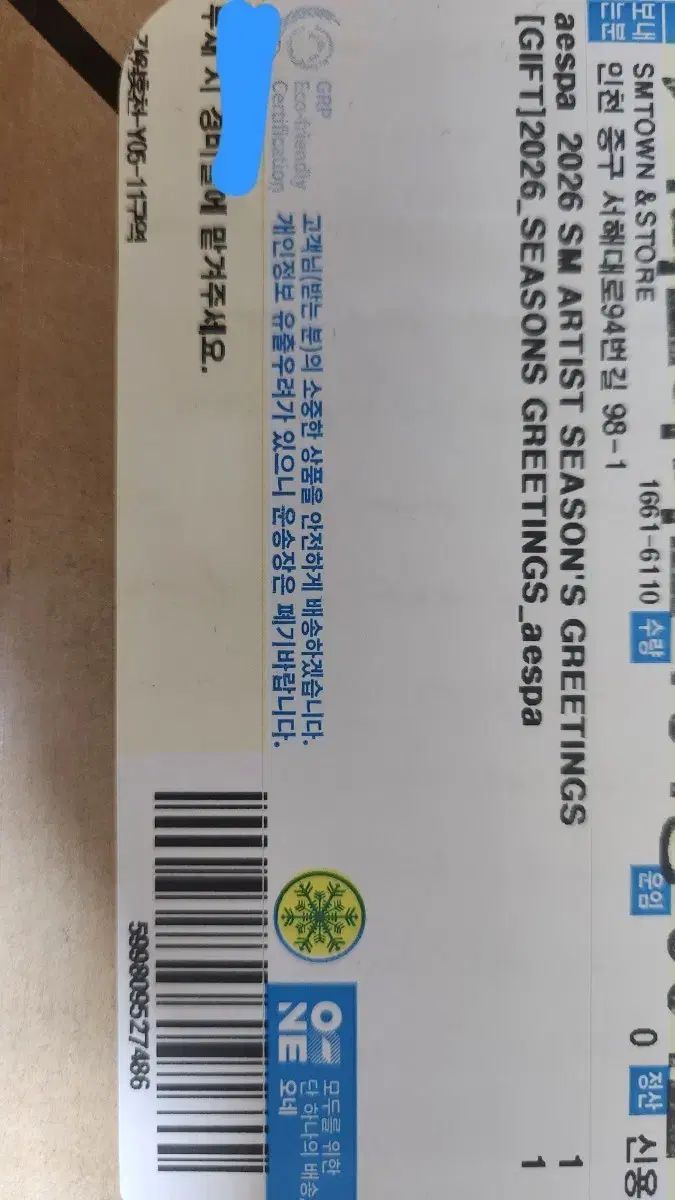 보내
는분
SMTOWN &STORE
1661-6110
수량
운임
0
정산
신용
인천 중구 서해대로94번길 98-1
aespa 2026 SM ARTIST SEASON'S GREETINGS 1
[GIFT]2026_SEASONS GREETINGS_aespa 1
GRP
Eco-friendly
Certification
고객님(받는 분)의 소중한 상품을 안전하게 배송하겠습니다.
개인정보 유출우려가 있으니 운송장은 폐기바랍니다.
O-NE
오네
모두를 위한
단 하나의 배송,
부재 시 경비실에 맡겨주세요.
Y05-11구역
599809527486